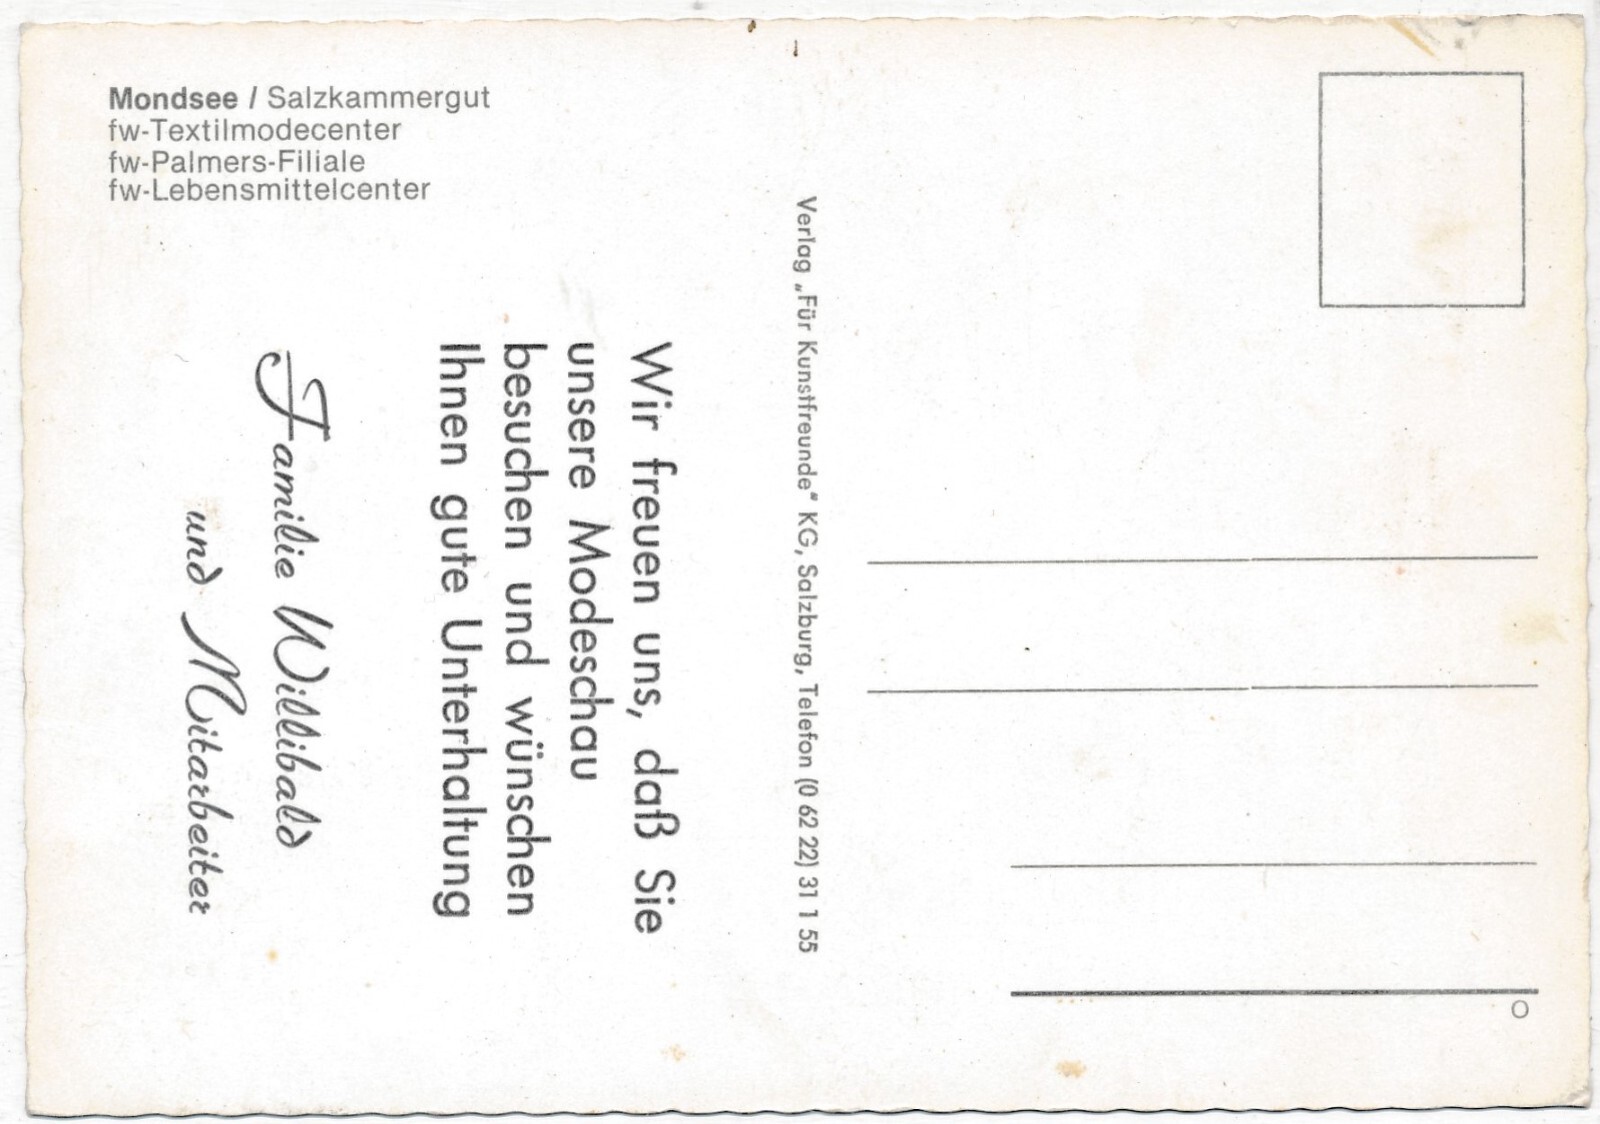 Mondsee / Salzkammergut
fw-Textilmodecenter
fw-Palmers-Filiale
fw-Lebensmittelcenter
Wir freuen uns, daß Sie
unsere Modeschau
besuchen und wünschen
Ihnen gute Unterhaltung
Familie Willibald
und Mitarbeiter
Verlag „Für Kunstfreunde" KG, Salzburg, Telefon (0 62 22) 31 1 55
O